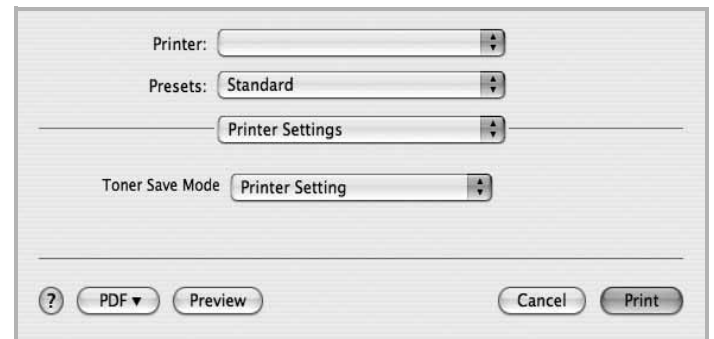 Printer:
Presets: Standard
Printer Settings
Toner Save Mode Printer Setting
? PDF ▼ Preview Cancel Print